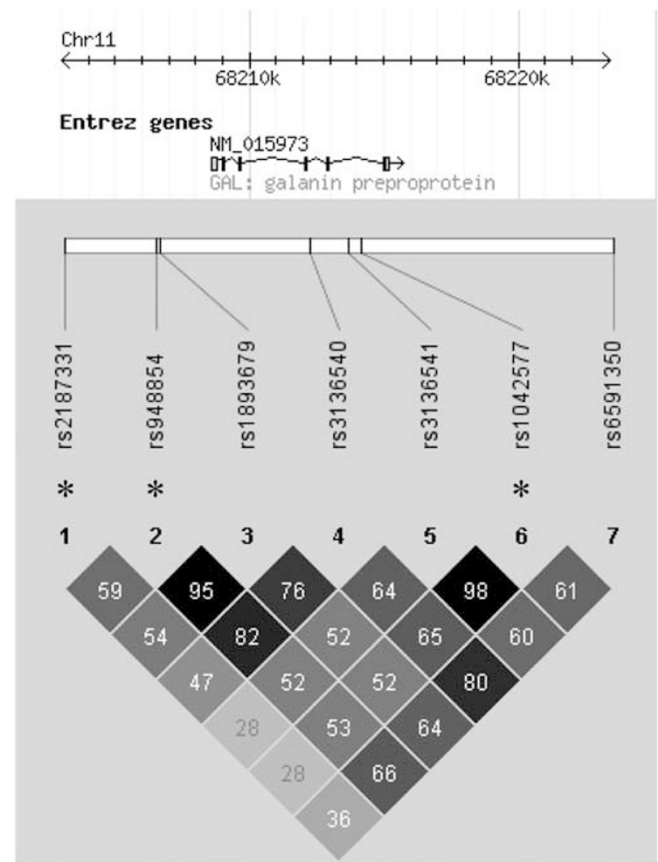 Chr11
68210k 68220k
Entrez genes
NM_015973
GAL: galanin preproprotein
rs2187331 rs948854 rs1893679 rs3136540 rs3136541 rs1042577 rs6591350
* * *
1 2 3 4 5 6 7
59 95 76 64 98 61
54 82 52 65 60
47 52 52 80
28 53 64
28 66
36